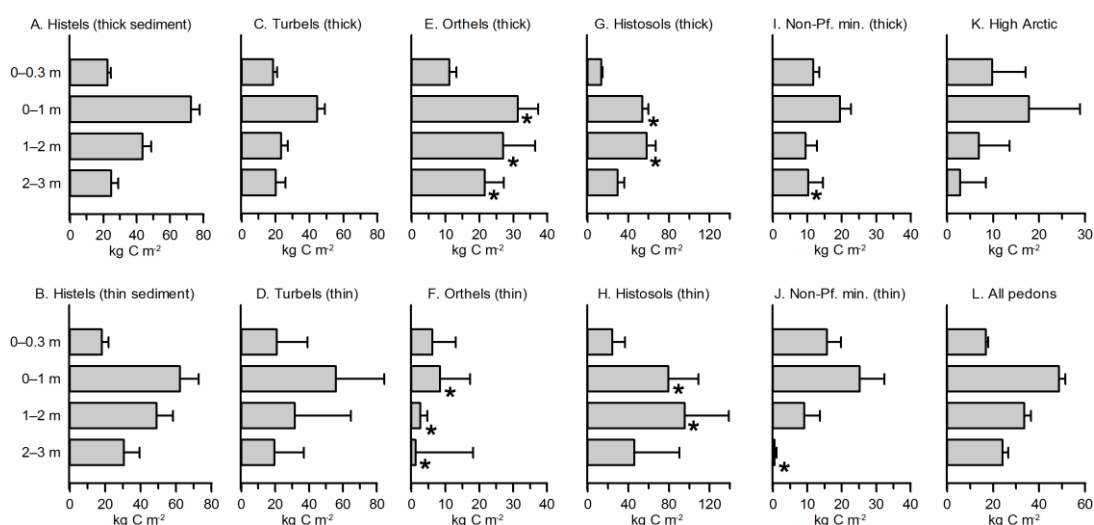 A. Histels (thick sediment) C. Turbels (thick) E. Orthels (thick) G. Histosols (thick) I. Non-Pf. min. (thick) K. High Arctic
0–0.3 m
0–1 m
* *
1–2 m
* *
2–3 m
* *
0 20 40 60 80 0 20 40 60 80 0 10 20 30 40 0 40 80 120 0 10 20 30 40 0 10 20 30
kg C m-2 kg C m-2 kg C m-2 kg C m-2 kg C m-2 kg C m-2
B. Histels (thin sediment) D. Turbels (thin) F. Orthels (thin) H. Histosols (thin) J. Non-Pf. min. (thin) L. All pedons
0–0.3 m
0–1 m
* *
1–2 m
* *
2–3 m
* *
0 20 40 60 80 0 20 40 60 80 0 10 20 30 40 0 40 80 120 0 10 20 30 40 0 20 40 60
kg C m-2 kg C m-2 kg C m-2 kg C m-2 kg C m-2 kg C m-2